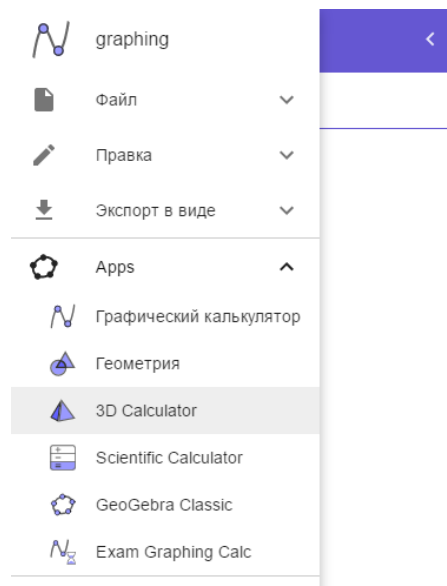 graphing
Файл
Правка
Экспорт в виде
Apps
Графический калькулятор
Геометрия
3D Calculator
Scientific Calculator
GeoGebra Classic
Exam Graphing Calc